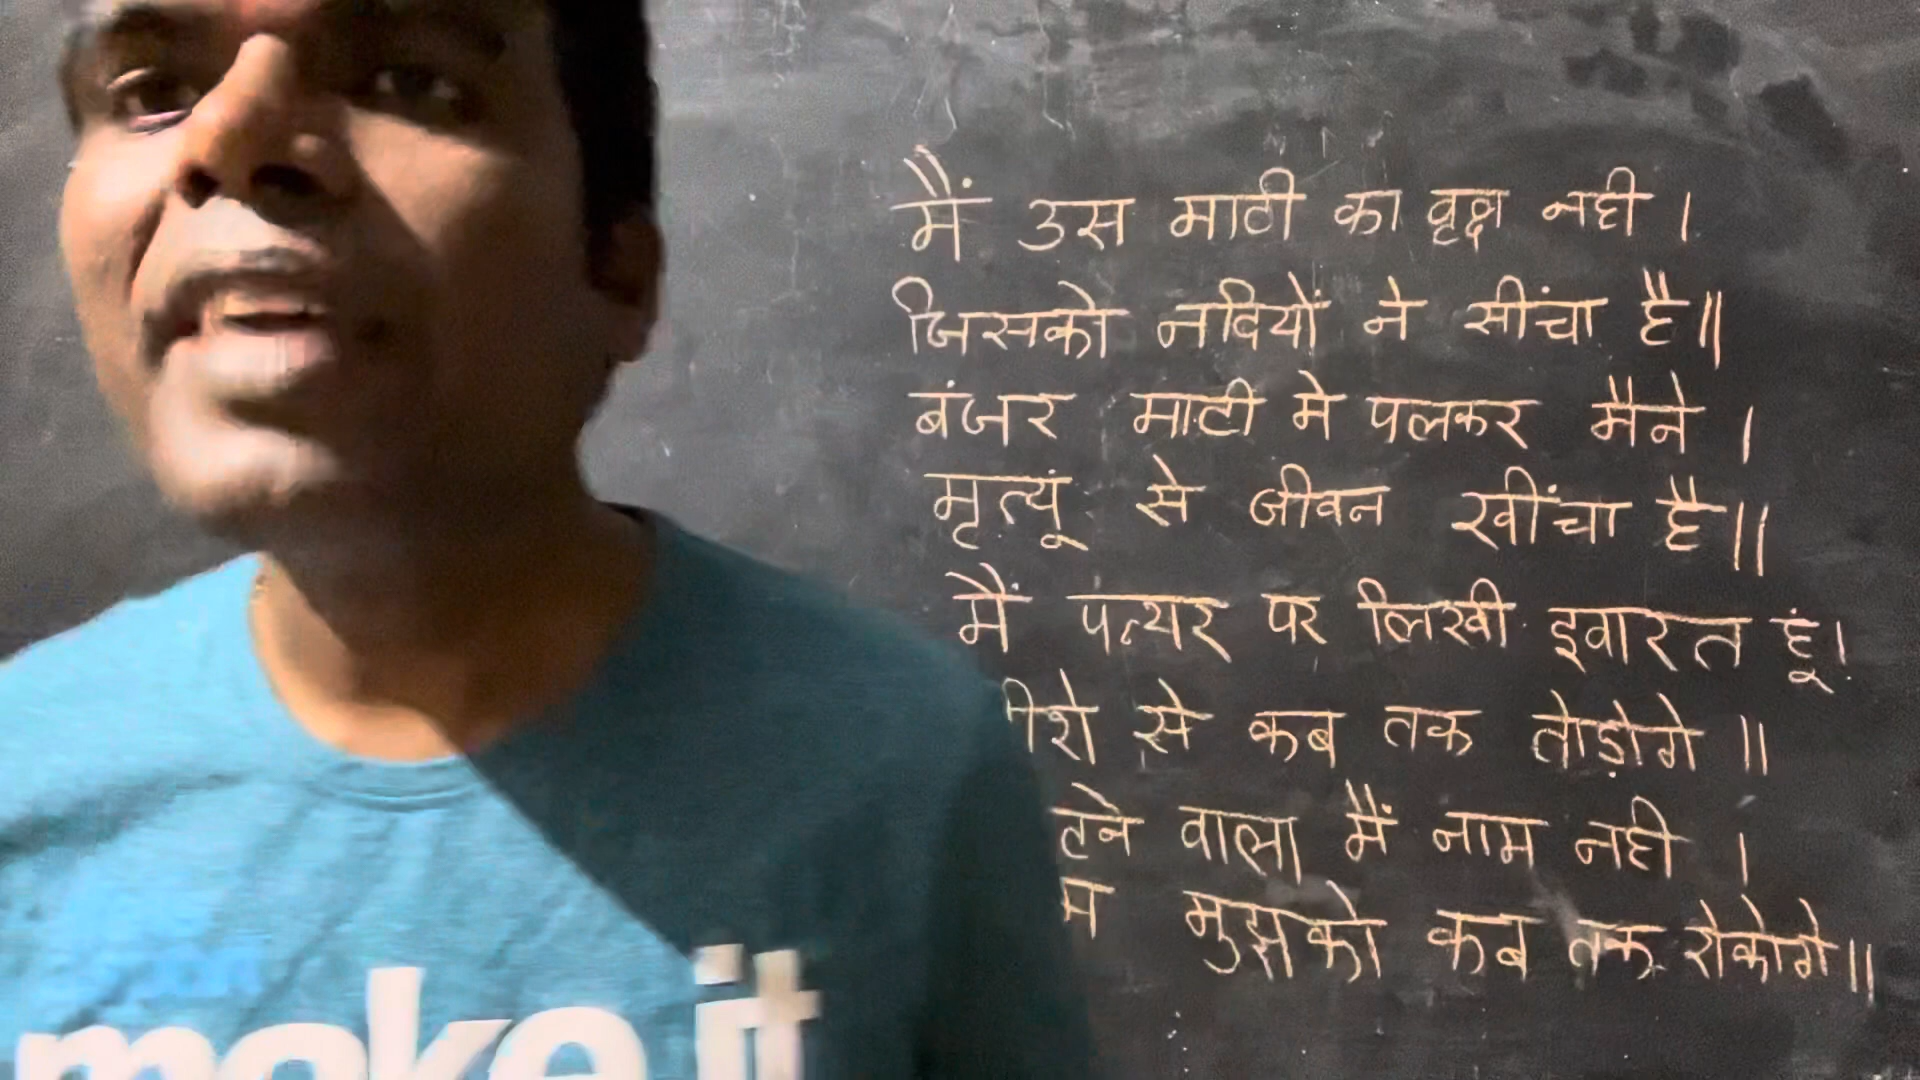 मैं उस माटी का वृक्ष नही ।
जिसको नदियों ने सींचा है॥
बंजर माटी मे पलकर मैने ।
मृत्यूं से जीवन खींचा है॥
मैं पत्थर पर लिखी इवारत हूं।
से कब तक तोड़ोगे ॥
वाला मैं नाम नही ।
मुझको कब तक रोकोगे॥
make it